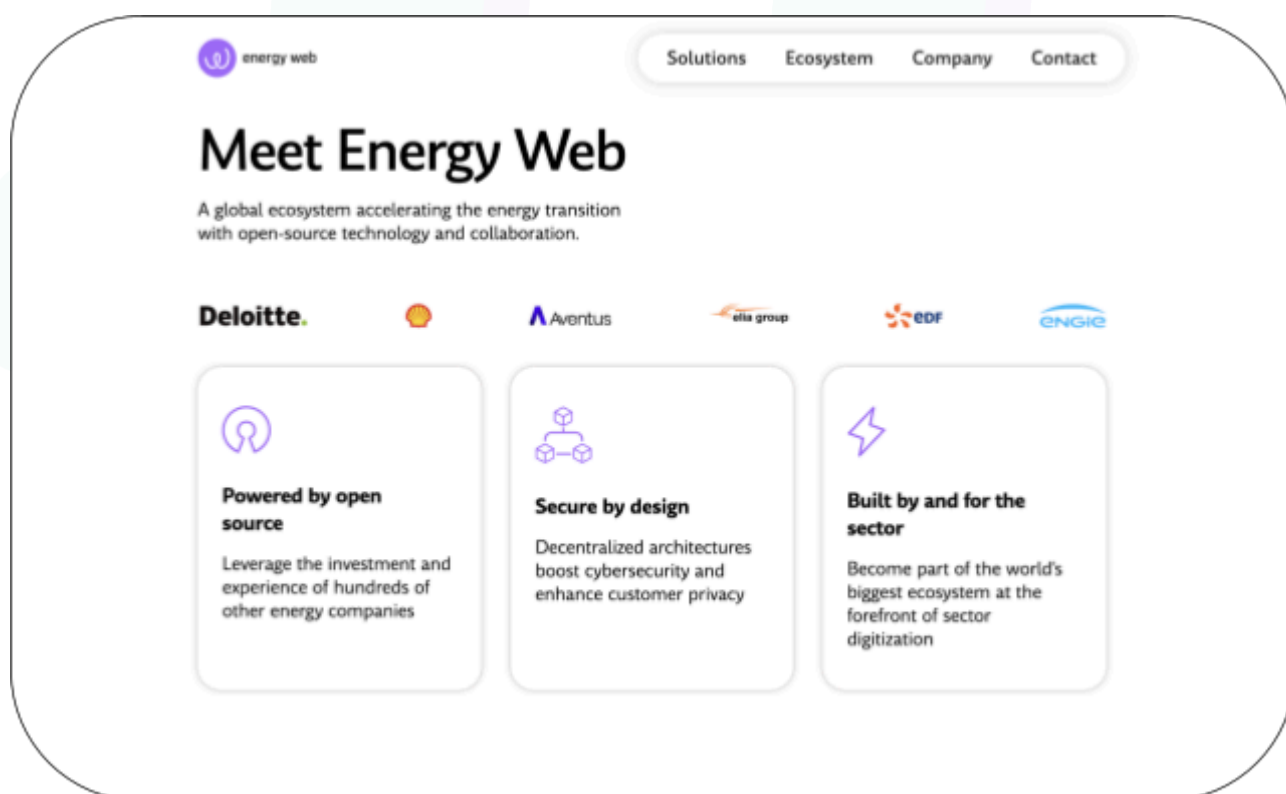 energy web
Solutions
Ecosystem
Company
Contact
Meet Energy Web
A global ecosystem accelerating the energy transition
with open-source technology and collaboration.
Deloitte.
Aventus
elia group
eDF
eNGie
Powered by open
source
Leverage the investment and
experience of hundreds of
other energy companies
Secure by design
Decentralized architectures
boost cybersecurity and
enhance customer privacy
Built by and for the
sector
Become part of the world's
biggest ecosystem at the
forefront of sector
digitization